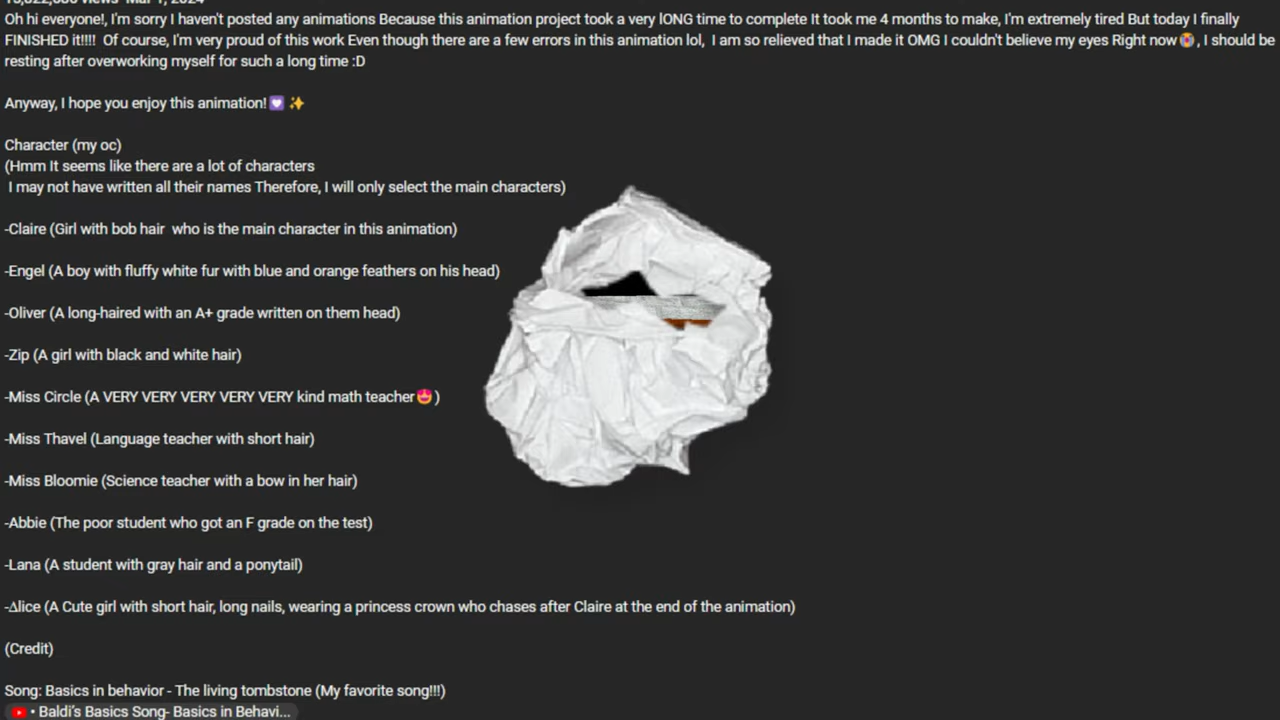 Oh hi everyone!, I'm sorry I haven't posted any animations Because this animation project took a very lONG time to complete It took me 4 months to make, I'm extremely tired But today I finally
FINISHED it!!!!  Of course, I'm very proud of this work Even though there are a few errors in this animation lol,  I am so relieved that I made it OMG I couldn't believe my eyes Right now😭, I should be
resting after overworking myself for such a long time :D
Anyway, I hope you enjoy this animation!💟 ✨
Character (my oc)
(Hmm It seems like there are a lot of characters
I may not have written all their names Therefore, I will only select the main characters)
-Claire (Girl with bob hair  who is the main character in this animation)
-Engel (A boy with fluffy white fur with blue and orange feathers on his head)
-Oliver (A long-haired with an A+ grade written on them head)
-Zip (A girl with black and white hair)
-Miss Circle (A VERY VERY VERY VERY VERY kind math teacher🤩)
-Miss Thavel (Language teacher with short hair)
-Miss Bloomie (Science teacher with a bow in her hair)
-Abbie (The poor student who got an F grade on the test)
-Lana (A student with gray hair and a ponytail)
-∆lice (A Cute girl with short hair, long nails, wearing a princess crown who chases after Claire at the end of the animation)
(Credit)
Song: Basics in behavior - The living tombstone (My favorite song!!!)
• Baldi's Basics Song- Basics in Behavi...